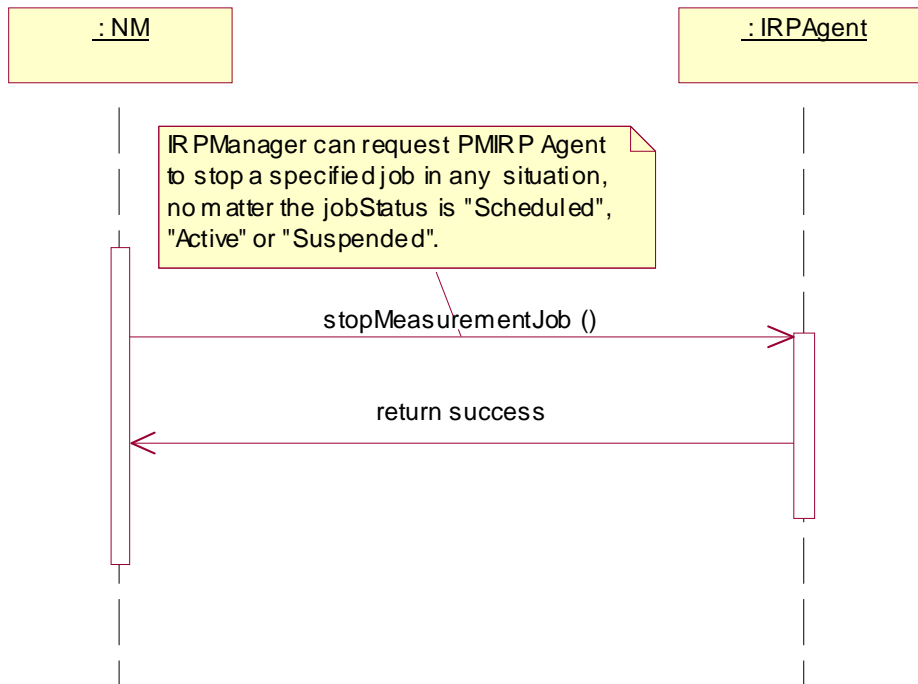 : NM
: IRPAgent
IRPManager can request PMIRP Agent
to stop a specified job in any situation,
no matter the jobStatus is "Scheduled",
"Active" or "Suspended".
stopMeasurementJob ()
return success